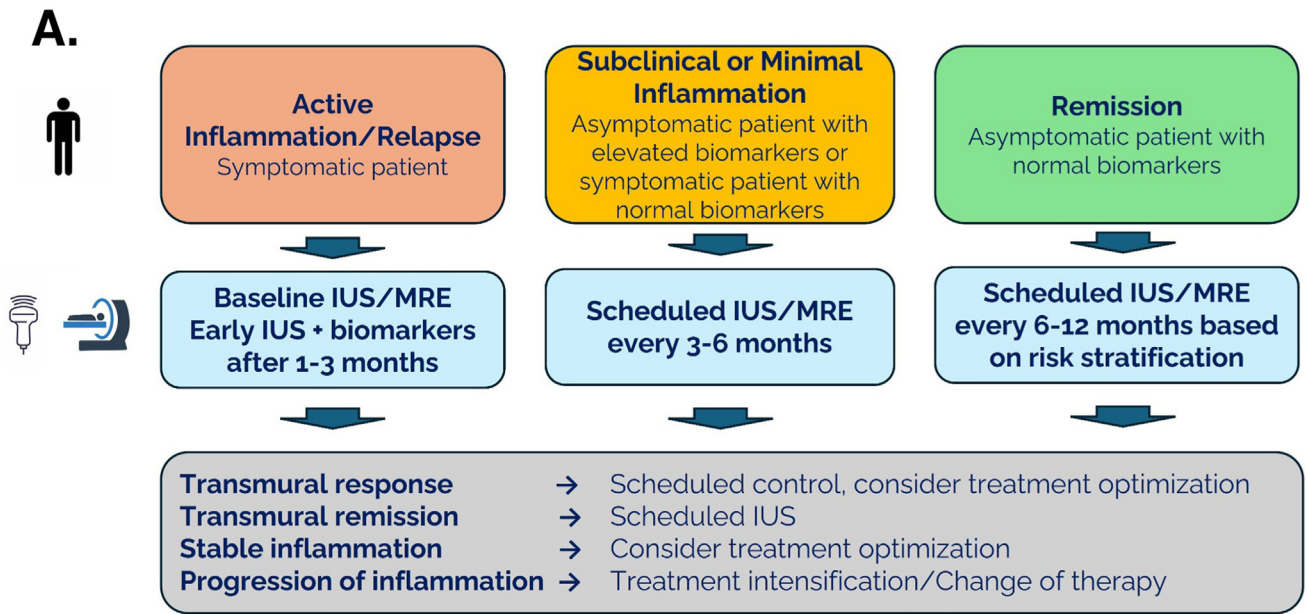 A.
Active
Inflammation/Relapse
Symptomatic patient
Subclinical or Minimal
Inflammation
Asymptomatic patient with
elevated biomarkers or
symptomatic patient with
normal biomarkers
Remission
Asymptomatic patient with
normal biomarkers
Baseline IUS/MRE
Early IUS + biomarkers
after 1-3 months
Scheduled IUS/MRE
every 3-6 months
Scheduled IUS/MRE
every 6-12 months based
on risk stratification
Transmural response → Scheduled control, consider treatment optimization
Transmural remission → Scheduled IUS
Stable inflammation → Consider treatment optimization
Progression of inflammation → Treatment intensification/Change of therapy